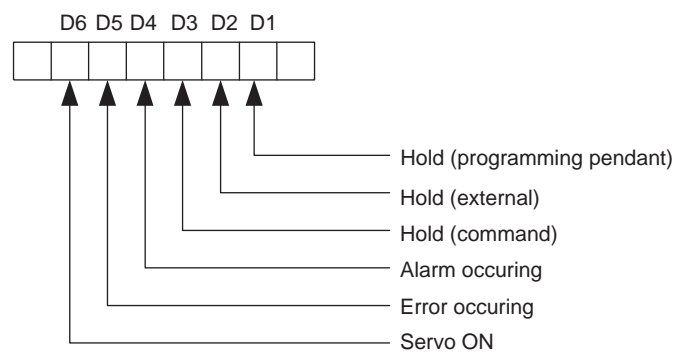 D6 D5 D4 D3 D2 D1
Hold (programming pendant)
Hold (external)
Hold (command)
Alarm occuring
Error occuring
Servo ON